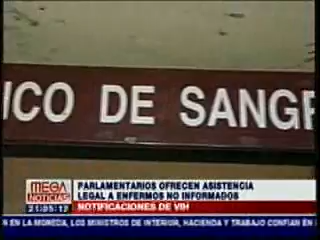 ICO DE SANGR
MEGA
NOTICIAS
21:05:12
PARLAMENTARIOS OFRECEN ASISTENCIA
LEGAL A ENFERMOS NO INFORMADOS
NOTIFICACIONES DE VIH
EN LA MONEDA, LOS MINISTROS DE INTERIOR, HACIENDA Y TRABAJO CONFIAN EN